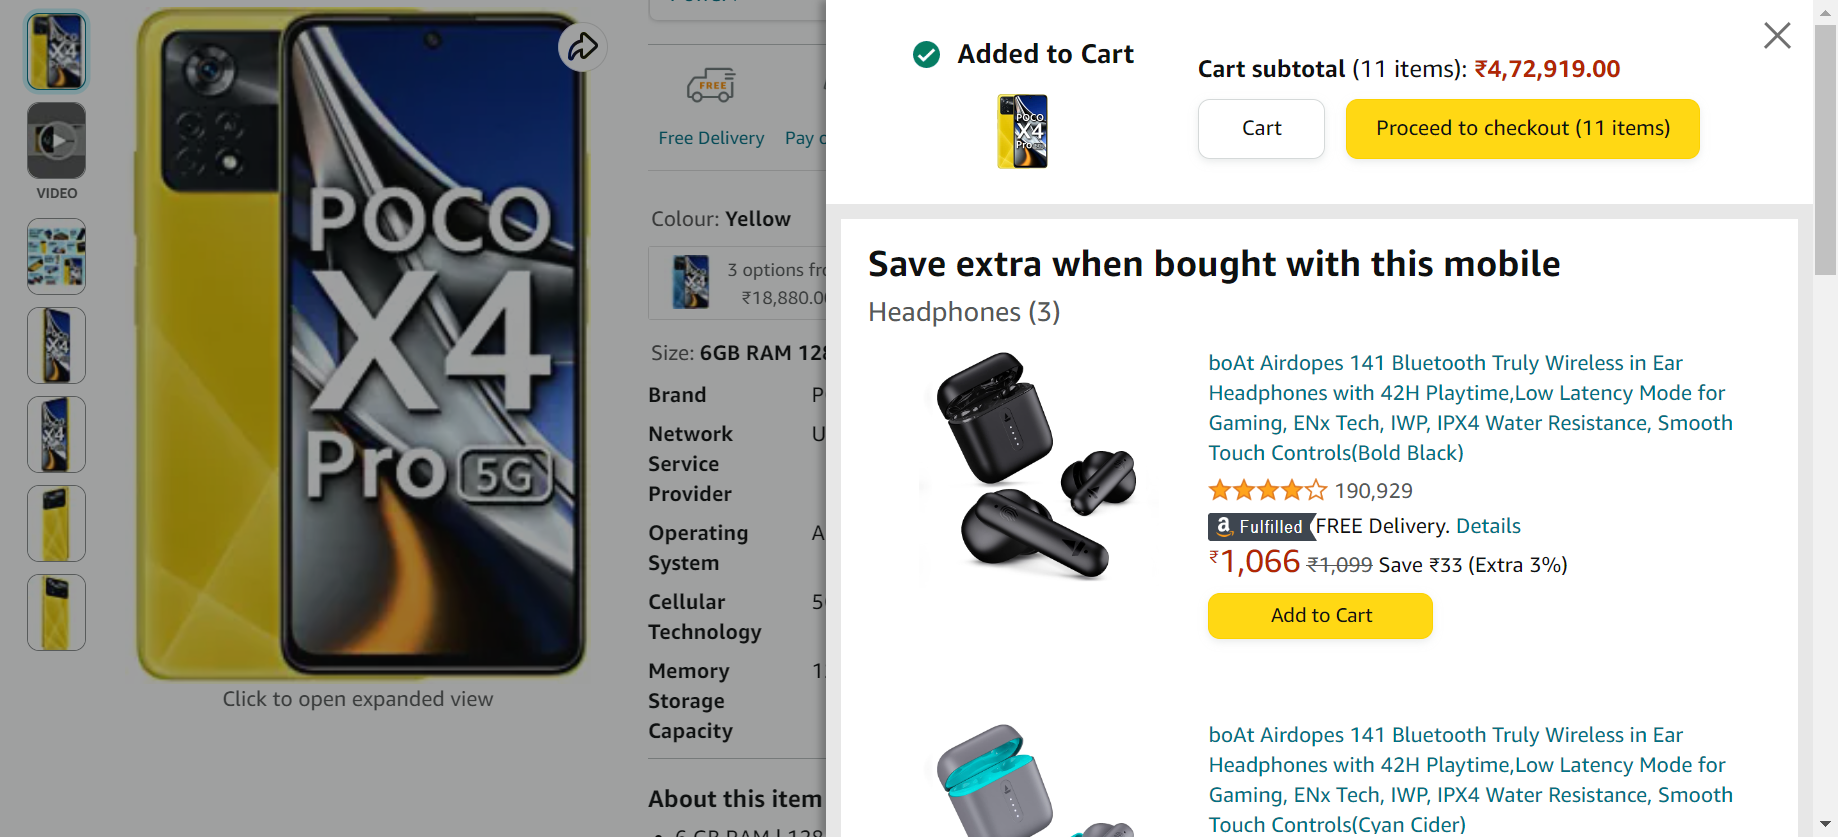 VIDEO
POCO
X4
Pro 5G
Click to open expanded view
FREE
Free Delivery
Pay
Colour: Yellow
3 options
₹18,880.0
Size: 6GB RAM 128
Brand
Network
Service
Provider
Operating
System
Cellular
Technology
Memory
Storage
Capacity
About this item
Added to Cart
POCO
X4
Pro
Cart subtotal (11 items): ₹4,72,919.00
Cart
Proceed to checkout (11 items)
Save extra when bought with this mobile
Headphones (3)
boAt Airdopes 141 Bluetooth Truly Wireless in Ear
Headphones with 42H Playtime,Low Latency Mode for
Gaming, ENx Tech, IWP, IPX4 Water Resistance, Smooth
Touch Controls(Bold Black)
190,929
a Fulfilled FREE Delivery. Details
₹1,066 ₹1,099 Save ₹33 (Extra 3%)
Add to Cart
boAt Airdopes 141 Bluetooth Truly Wireless in Ear
Headphones with 42H Playtime,Low Latency Mode for
Gaming, ENx Tech, IWP, IPX4 Water Resistance, Smooth
Touch Controls(Cyan Cider)